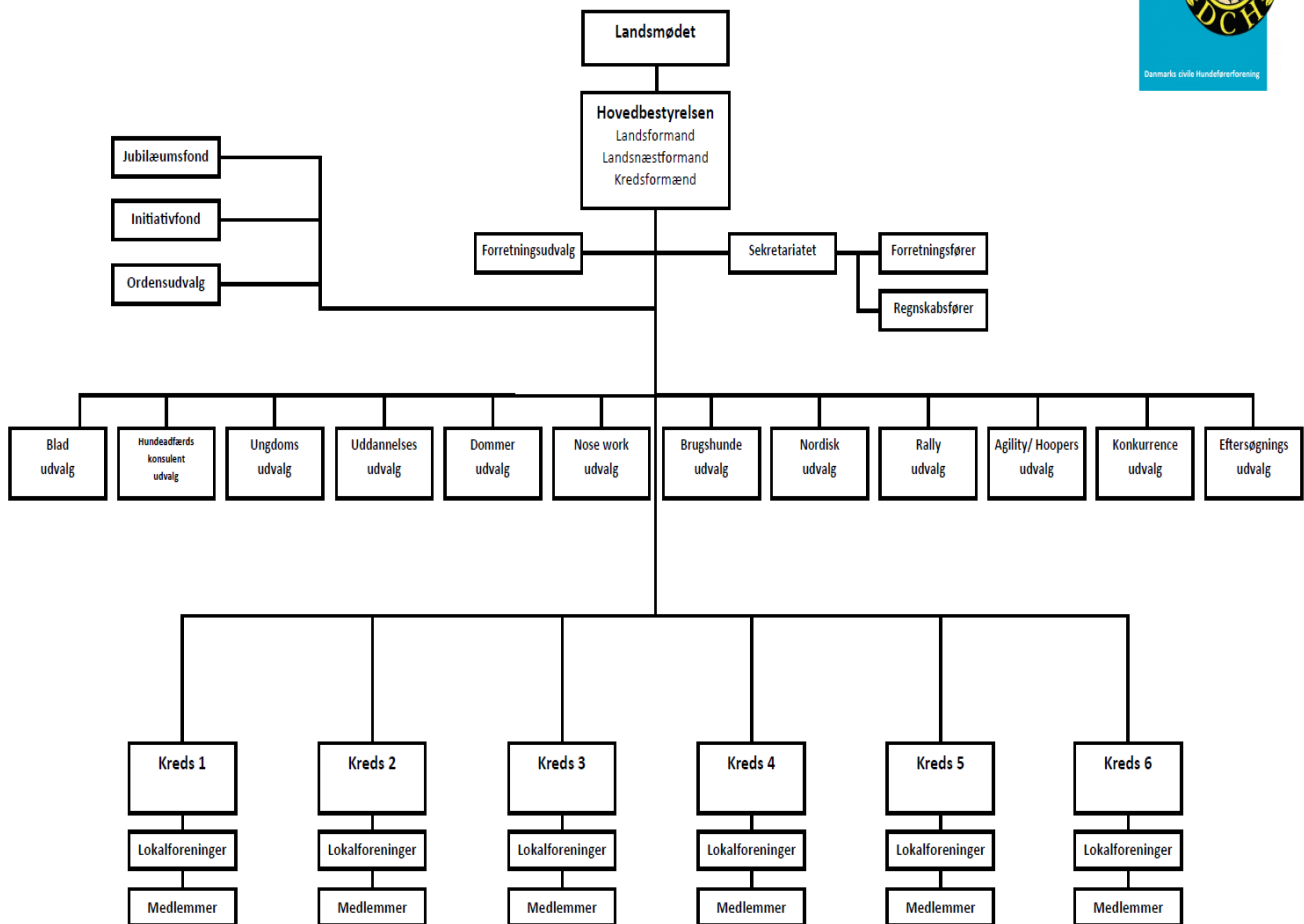 DCH
Danmarks civile Hundeførerforening
Landsmødet
Hovedbestyrelsen
Landsformand
Landsnæstformand
Kredsformænd
Jubilæumsfond
Initiativfond
Ordensudvalg
Forretningsudvalg
Sekretariatet
Forretningsfører
Regnskabsfører
Blad
udvalg
Hundeadfærds
konsulent
udvalg
Ungdoms
udvalg
Uddannelses
udvalg
Dommer
udvalg
Nose work
udvalg
Brugshunde
udvalg
Nordisk
udvalg
Rally
udvalg
Agility/ Hoopers
udvalg
Konkurrence
udvalg
Eftersøgnings
udvalg
Kreds 1
Kreds 2
Kreds 3
Kreds 4
Kreds 5
Kreds 6
Lokalforeninger
Lokalforeninger
Lokalforeninger
Lokalforeninger
Lokalforeninger
Lokalforeninger
Medlemmer
Medlemmer
Medlemmer
Medlemmer
Medlemmer
Medlemmer